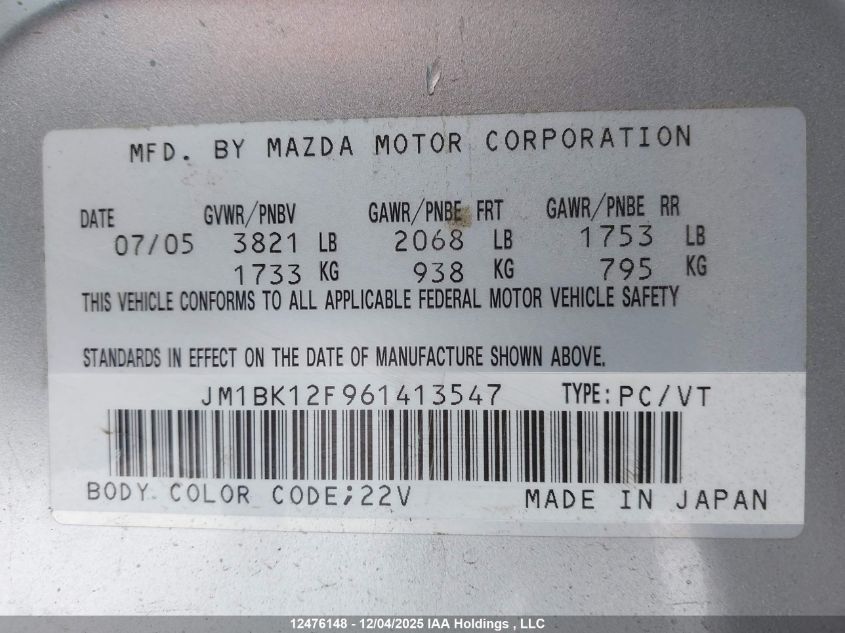 MFD. BY MAZDA MOTOR CORPORATION
DATE GVWR/PNBV GAWR/PNBE FRT GAWR/PNBE RR
07/05 3821 LB 2068 LB 1753 LB
1733 KG 938 KG 795 KG
THIS VEHICLE CONFORMS TO ALL APPLICABLE FEDERAL MOTOR VEHICLE SAFETY
STANDARDS IN EFFECT ON THE DATE OF MANUFACTURE SHOWN ABOVE.
JM1BK12F961413547 TYPE: PC/VT
BODY COLOR CODE;22V MADE IN JAPAN
12476148 - 12/04/2025 IAA Holdings , LLC